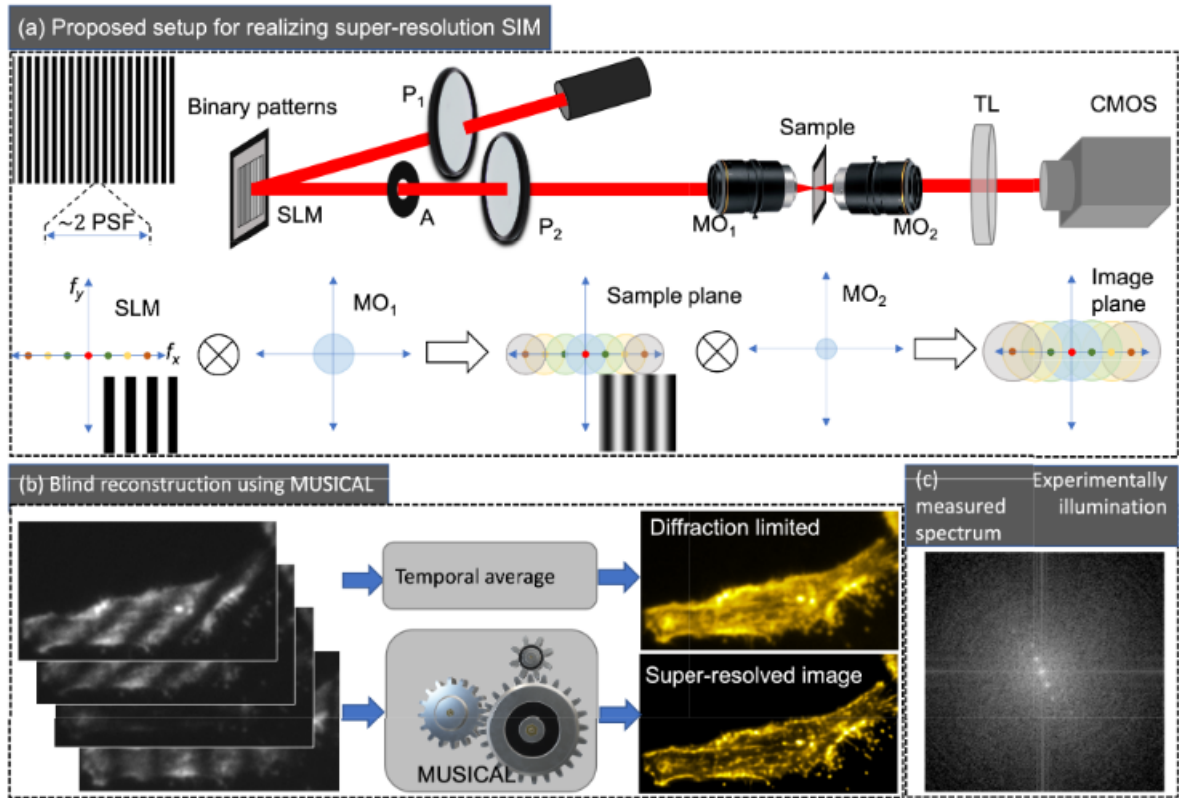 (a) Proposed setup for realizing super-resolution SIM
Binary patterns
P1
TL
CMOS
Sample
~2 PSF
SLM
A
P2
MO1
MO2
fy
SLM
fx
MO1
Sample plane
MO2
Image
plane
(b) Blind reconstruction using MUSICAL
Temporal average
Diffraction limited
MUSICAL
Super-resolved image
(c) Experimentally
measured illumination
spectrum